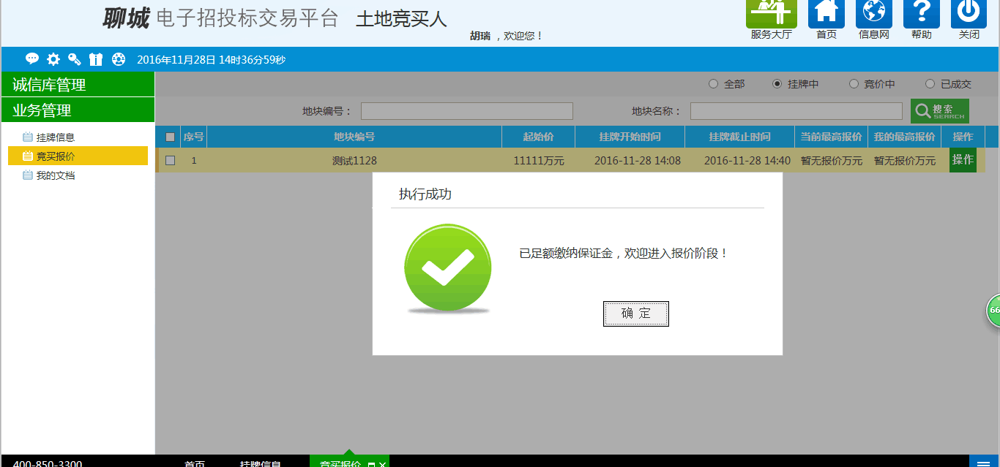 聊城 电子招投标交易平台 土地竞买人
胡瑞 ，欢迎您！
服务大厅 首页 信息网 帮助 关闭
2016年11月28日 14时36分59秒
诚信库管理
业务管理
挂牌信息
竞买报价
我的文档
全部 挂牌中 竞价中 已成交
地块编号： 地块名称： 搜索 SEARCH
序号 地块编号 起始价 挂牌开始时间 挂牌截止时间 当前最高报价 我的最高报价 操作
1 测试1128 11111万元 2016-11-28 14:08 2016-11-28 14:40 暂无报价万元 暂无报价万元 操作
执行成功
已足额缴纳保证金，欢迎进入报价阶段！
确 定
66
400-850-3300 首页 挂牌信息 竞买报价